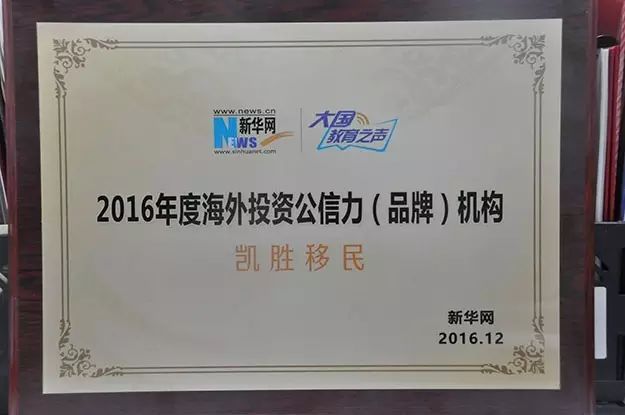 www.news.cn
新华网
NEWS
www.xinhuanet.com
大国
教育之声
2016年度海外投资公信力（品牌）机构
凯胜移民
新华网
2016.12